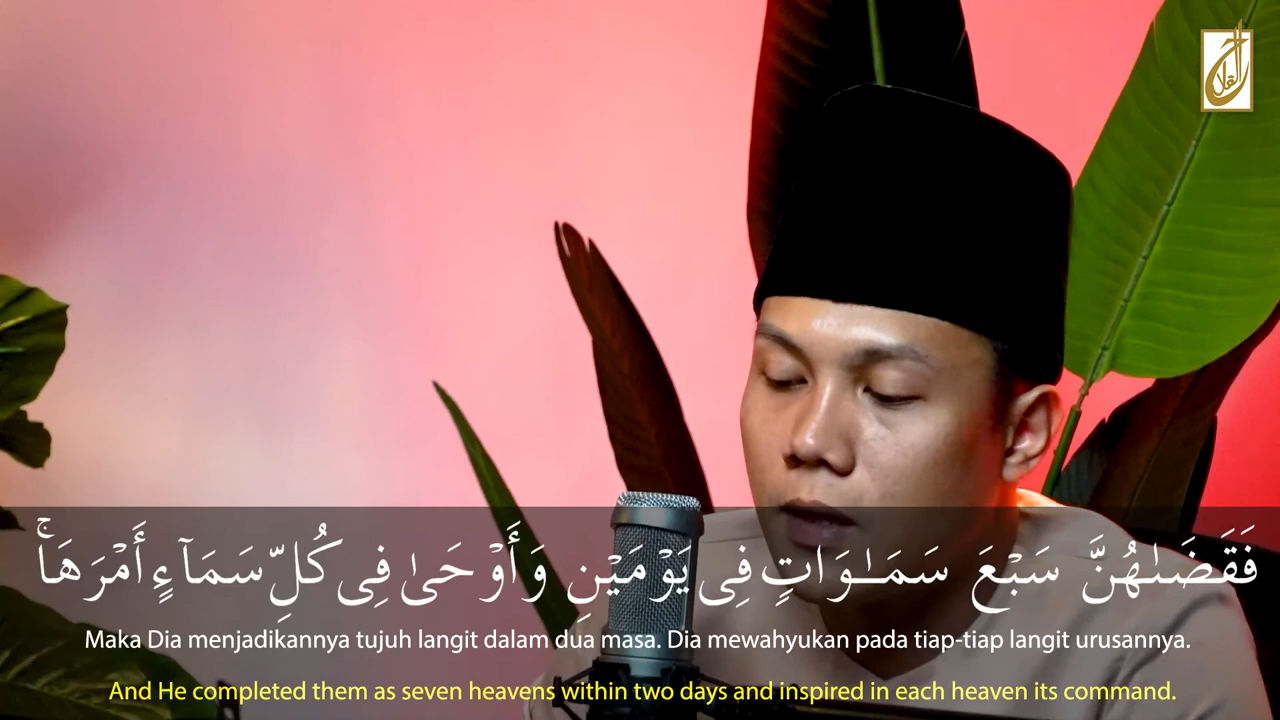 فَقَضَىٰهُنَّ سَبْعَ سَمَـٰوَاتٍ فِى يَوْمَيْنِ وَأَوْحَىٰ فِى كُلِّ سَمَآءٍ أَمْرَهَا ۚ
Maka Dia menjadikannya tujuh langit dalam dua masa. Dia mewahyukan pada tiap-tiap langit urusannya.
And He completed them as seven heavens within two days and inspired in each heaven its command.